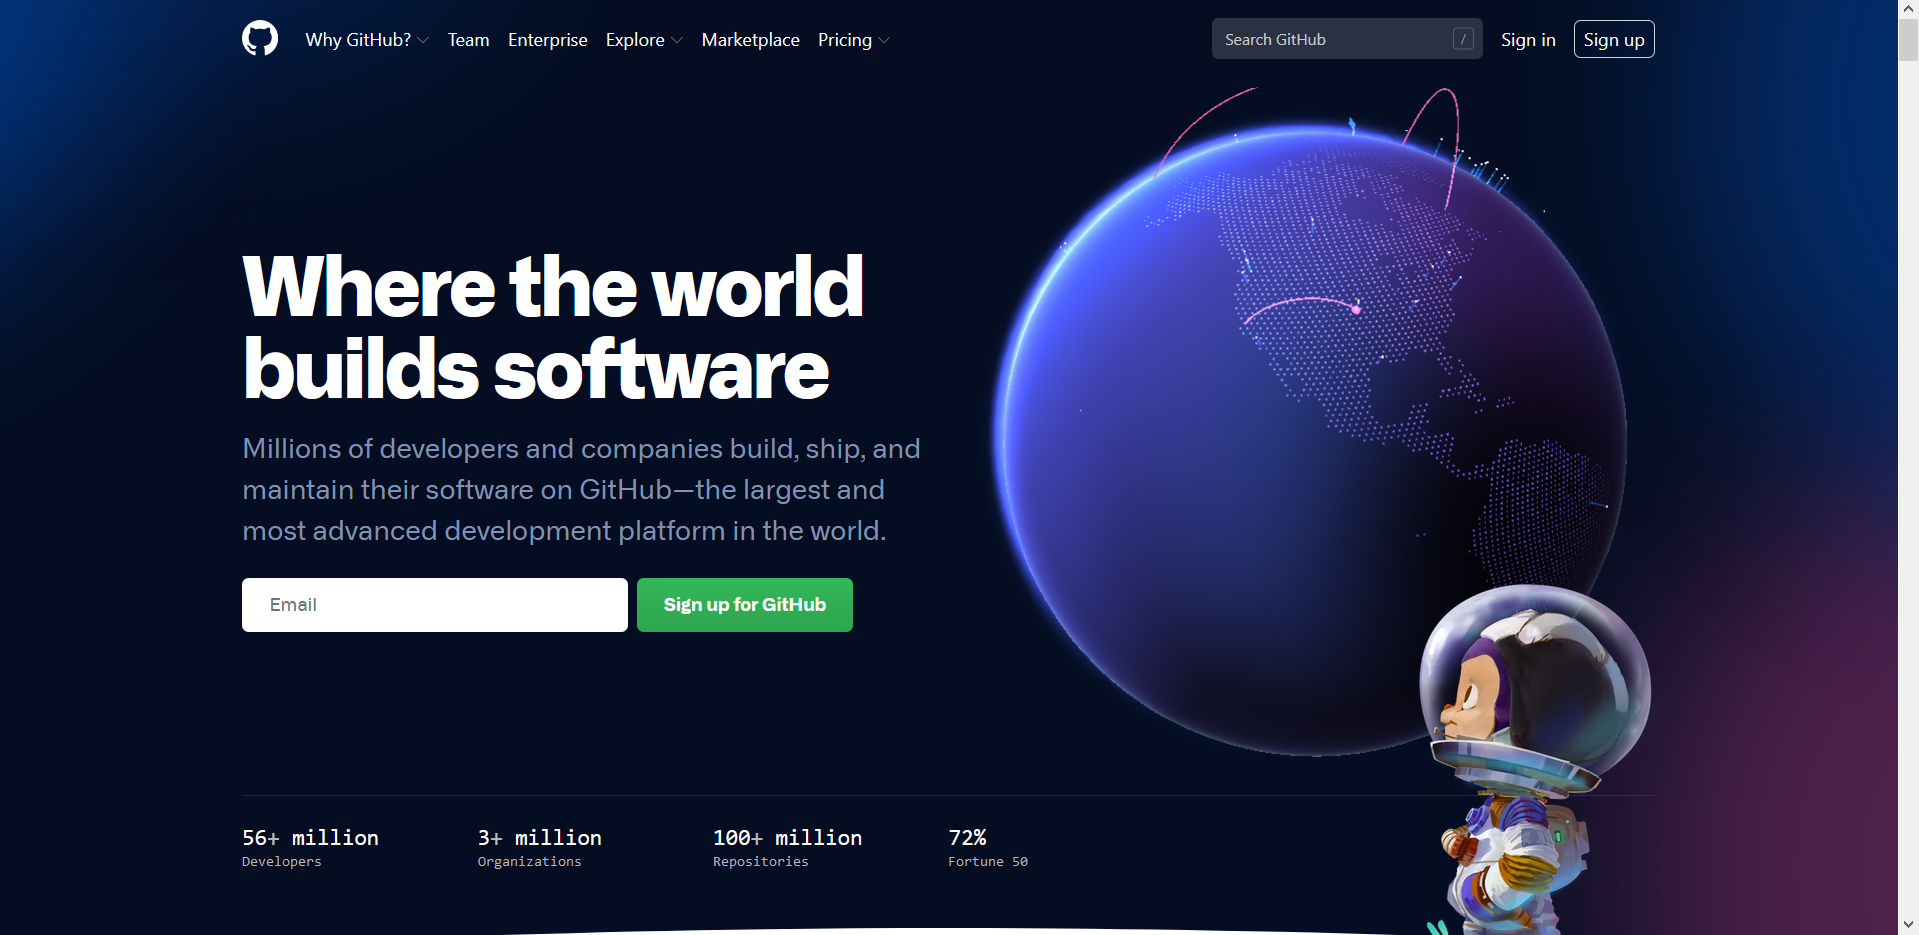 Why GitHub? Team Enterprise Explore Marketplace Pricing Search GitHub / Sign in Sign up
Where the world
builds software
Millions of developers and companies build, ship, and
maintain their software on GitHub—the largest and
most advanced development platform in the world.
Email Sign up for GitHub
56+ million 3+ million 100+ million 72%
Developers Organizations Repositories Fortune 50